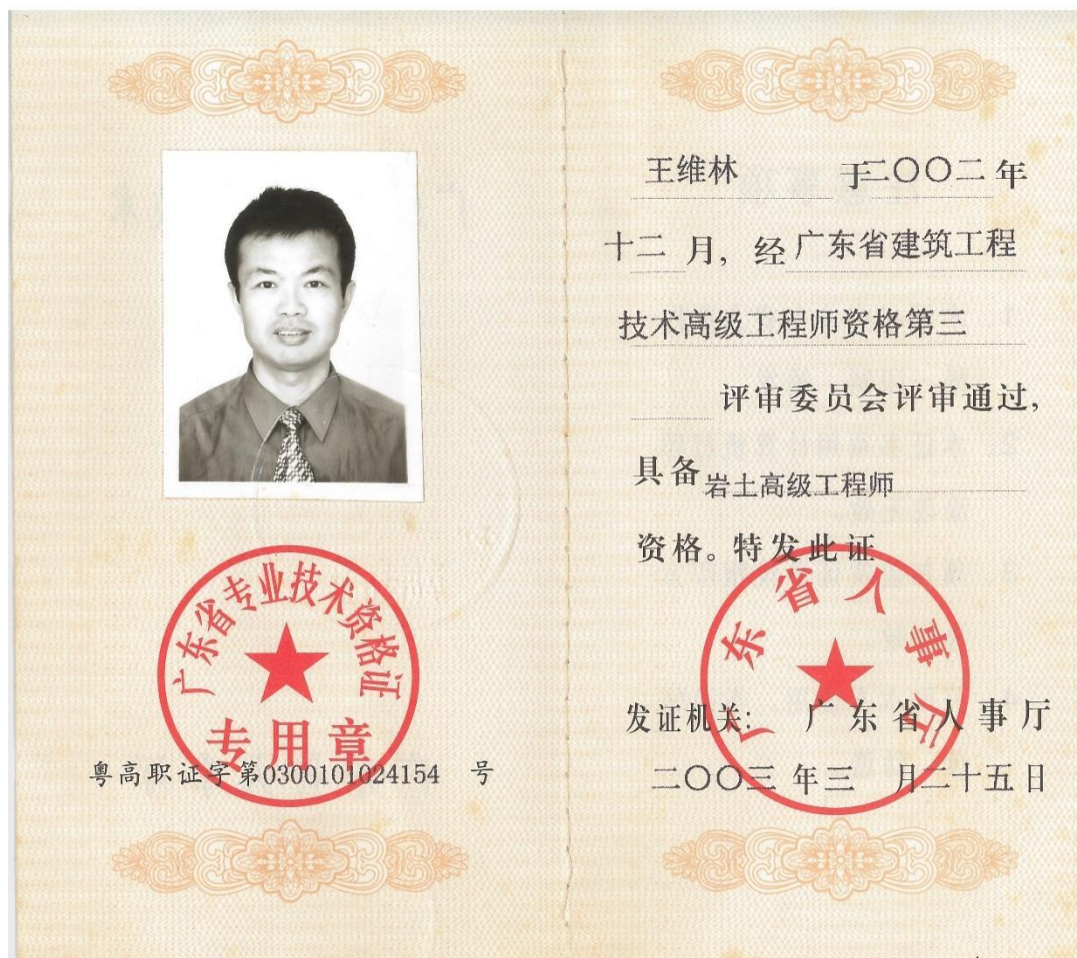 广东省专业技术资格证
专用章
粤高职证字第0300101024154 号
王维林 于二〇〇二年
十二月，经广东省建筑工程
技术高级工程师资格第三
评审委员会评审通过，
具备岩土高级工程师
资格。特发此证
广东省人事厅
发证机关： 广东省人事厅
二〇〇三年三月二十五日